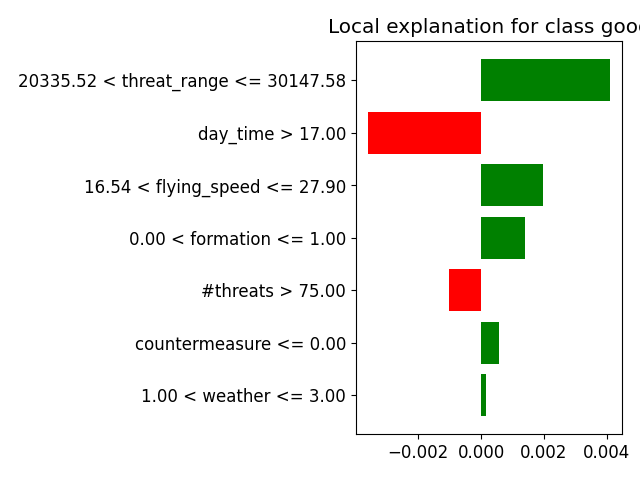 Local explanation for class good
20335.52 < threat_range <= 30147.58
day_time > 17.00
16.54 < flying_speed <= 27.90
0.00 < formation <= 1.00
#threats > 75.00
countermeasure <= 0.00
1.00 < weather <= 3.00
−0.002 0.000 0.002 0.004